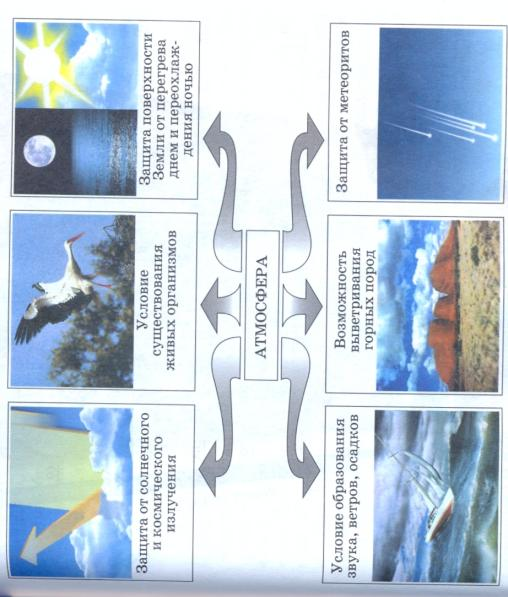 Защита от солнечного
и космического
излучения
Условие
существования
живых организмов
Защита поверхности
Земли от перегрева
днем и переохлаж-
дения ночью
АТМОСФЕРА
Условие образования
звука, ветров, осадков
Возможность
выветривания
горных пород
Защита от метеоритов